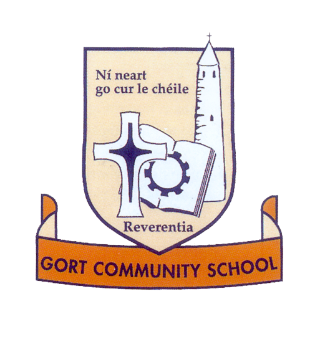 Ní neart
go cur le chéile
Reverentia
GORT COMMUNITY SCHOOL